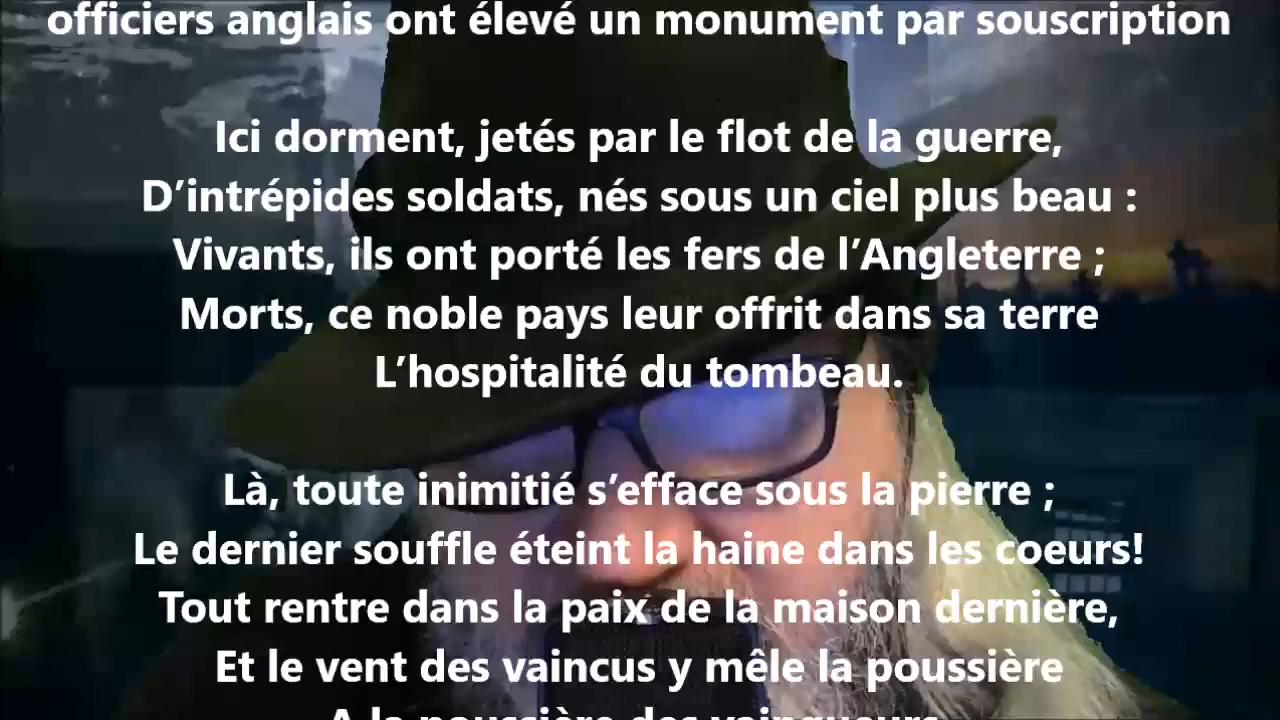 officiers anglais ont élevé un monument par souscription
Ici dorment, jetés par le flot de la guerre,
D’intrépides soldats, nés sous un ciel plus beau :
Vivants, ils ont porté les fers de l’Angleterre ;
Morts, ce noble pays leur offrit dans sa terre
L’hospitalité du tombeau.
Là, toute inimitié s’efface sous la pierre ;
Le dernier souffle éteint la haine dans les coeurs!
Tout rentre dans la paix de la maison dernière,
Et le vent des vaincus y mêle la poussière
A la poussière des vainqueurs